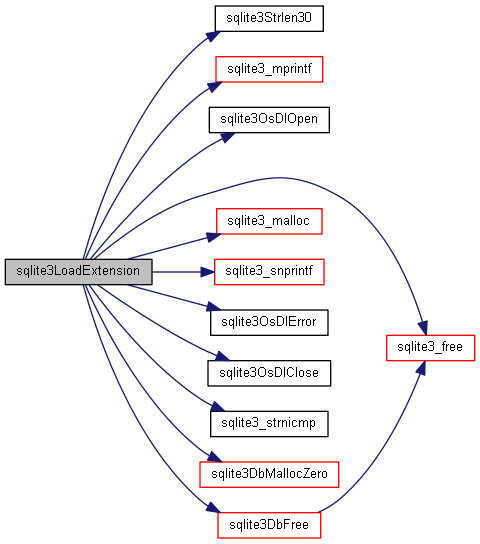 sqlite3Strlen30
sqlite3_mprintf
sqlite3OsDlOpen
sqlite3_malloc
sqlite3LoadExtension
sqlite3_snprintf
sqlite3OsDlError
sqlite3_free
sqlite3OsDlClose
sqlite3_strnicmp
sqlite3DbMallocZero
sqlite3DbFree